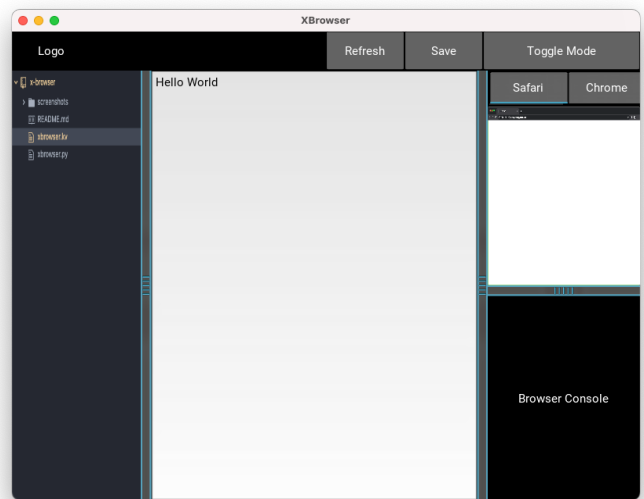 XBrowser
Logo
Refresh
Save
Toggle Mode
x-browser
screenshots
README.md
xbrowser.kv
xbrowser.py
Hello World
Safari
Chrome
Browser Console